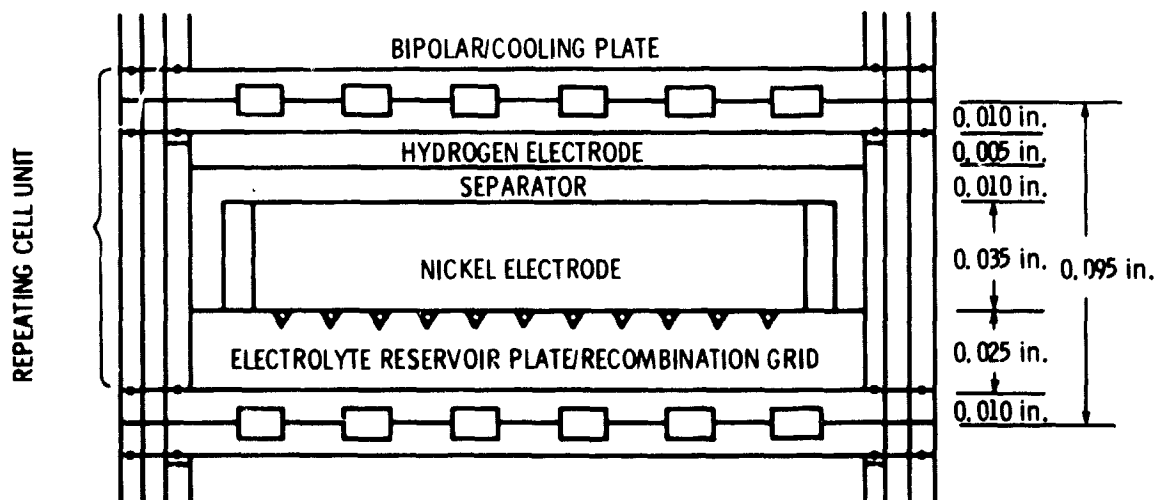 BIPOLAR/COOLING PLATE
HYDROGEN ELECTRODE
SEPARATOR
NICKEL ELECTRODE
ELECTROLYTE RESERVOIR PLATE/RECOMBINATION GRID
REPEATING CELL UNIT
0.010 in.
0.005 in.
0.010 in.
0.035 in.
0.095 in.
0.025 in.
0.010 in.